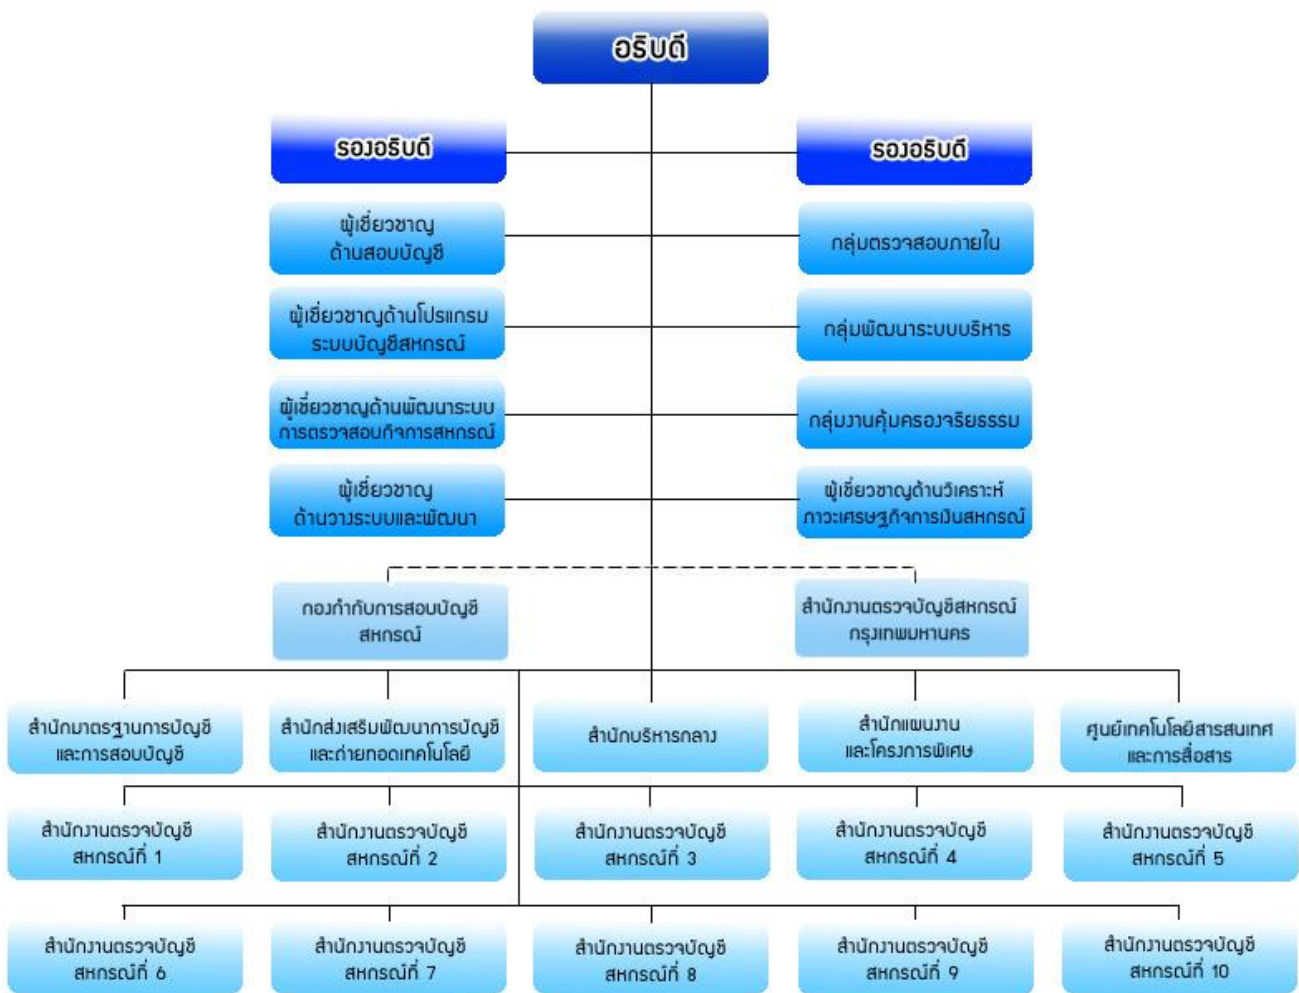 อธิบดี
รองอธิบดี
รองอธิบดี
ผู้เชี่ยวชาญ
ด้านสอบบัญชี
กลุ่มตรวจสอบภายใน
ผู้เชี่ยวชาญด้านโปรแกรม
ระบบบัญชีสหกรณ์
กลุ่มพัฒนาระบบบริหาร
ผู้เชี่ยวชาญด้านพัฒนาระบบ
การตรวจสอบกิจการสหกรณ์
กลุ่มงานคุ้มครองจริยธรรม
ผู้เชี่ยวชาญ
ด้านวางระบบและพัฒนา
ผู้เชี่ยวชาญด้านวิเคราะห์
ภาวะเศรษฐกิจการเงินสหกรณ์
กองกำกับการสอบบัญชี
สหกรณ์
สำนักงานตรวจบัญชีสหกรณ์
กรุงเทพมหานคร
สำนักมาตรฐานการบัญชี
และการสอบบัญชี
สำนักส่งเสริมพัฒนาการบัญชี
และถ่ายทอดเทคโนโลยี
สำนักบริหารกลาง
สำนักแผนงาน
และโครงการพิเศษ
ศูนย์เทคโนโลยีสารสนเทศ
และการสื่อสาร
สำนักงานตรวจบัญชี
สหกรณ์ที่ 1
สำนักงานตรวจบัญชี
สหกรณ์ที่ 2
สำนักงานตรวจบัญชี
สหกรณ์ที่ 3
สำนักงานตรวจบัญชี
สหกรณ์ที่ 4
สำนักงานตรวจบัญชี
สหกรณ์ที่ 5
สำนักงานตรวจบัญชี
สหกรณ์ที่ 6
สำนักงานตรวจบัญชี
สหกรณ์ที่ 7
สำนักงานตรวจบัญชี
สหกรณ์ที่ 8
สำนักงานตรวจบัญชี
สหกรณ์ที่ 9
สำนักงานตรวจบัญชี
สหกรณ์ที่ 10